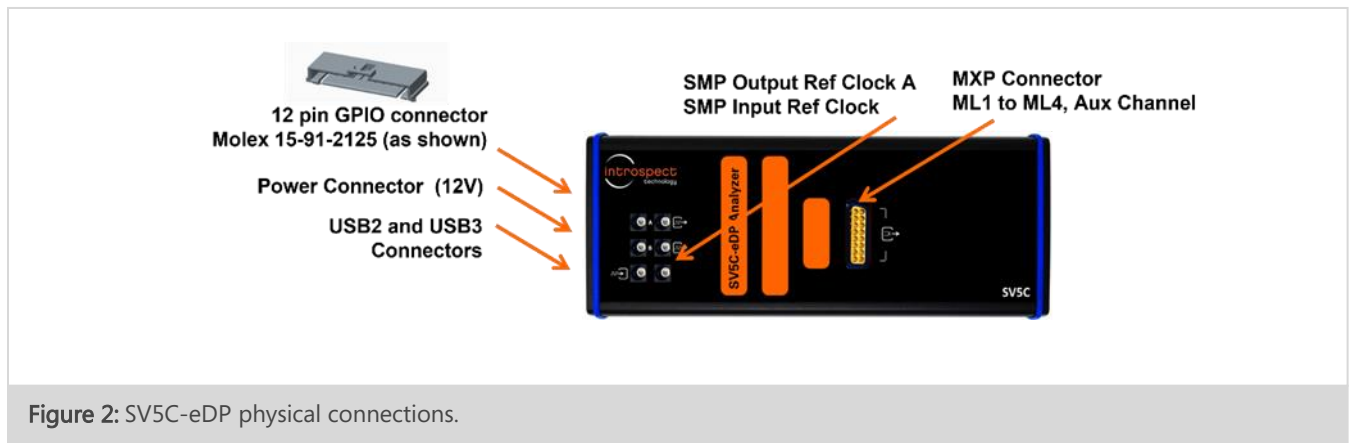 12 pin GPIO connector
Molex 15-91-2125 (as shown)
Power Connector (12V)
USB2 and USB3
Connectors
SMP Output Ref Clock A
SMP Input Ref Clock
MXP Connector
ML1 to ML4, Aux Channel
introspect
technology
A
B
SV5C-eDP Analyzer
SV5C
Figure 2: SV5C-eDP physical connections.